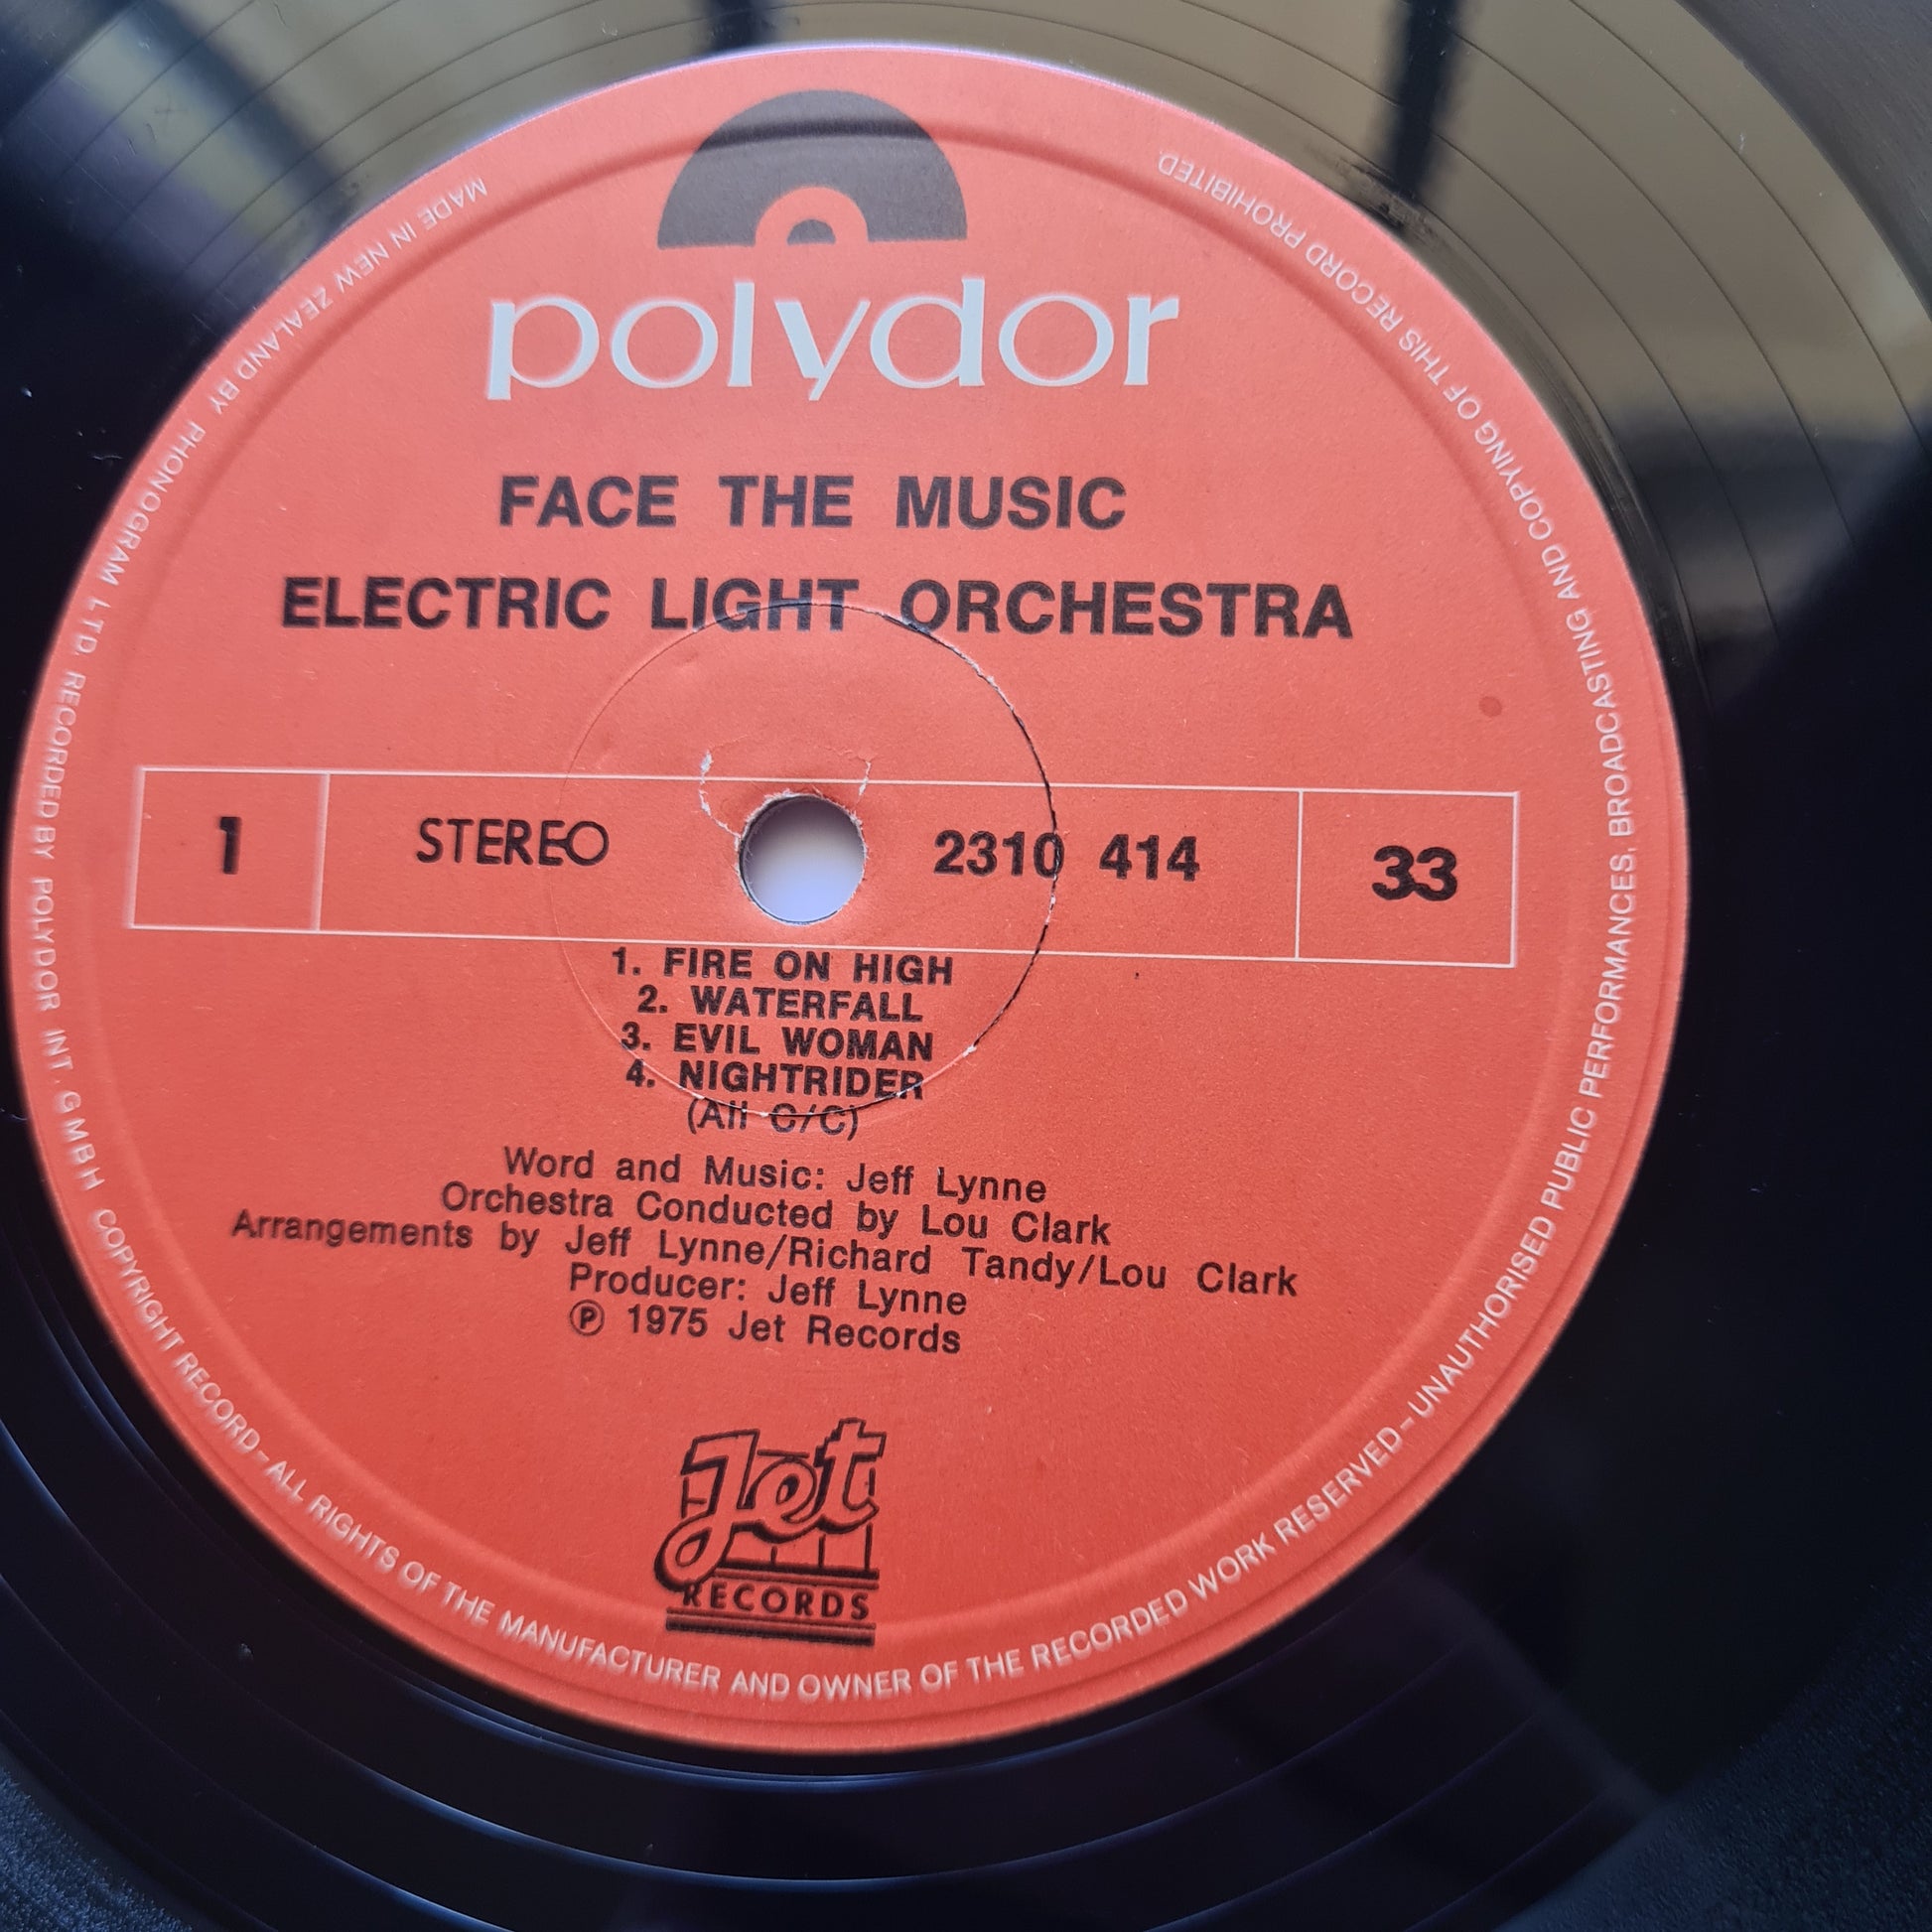 polydor
FACE THE MUSIC
ELECTRIC LIGHT ORCHESTRA
1 STEREO 2310 414 33
1. FIRE ON HIGH
2. WATERFALL
3. EVIL WOMAN
4. NIGHTRIDER
(All C/C)
Word and Music: Jeff Lynne
Orchestra Conducted by Lou Clark
Arrangements by Jeff Lynne/Richard Tandy/Lou Clark
Producer: Jeff Lynne
Ⓟ 1975 Jet Records
Jet
RECORDS
MADE IN NEW ZEALAND BY PHONOGRAM LTD. RECORDED BY POLYDOR INT. GMBH COPYRIGHT RECORD – ALL RIGHTS OF THE MANUFACTURER AND OWNER OF THE RECORDED WORK RESERVED – UNAUTHORISED PUBLIC PERFORMANCES, BROADCASTING AND COPYING OF THIS RECORD PROHIBITED.